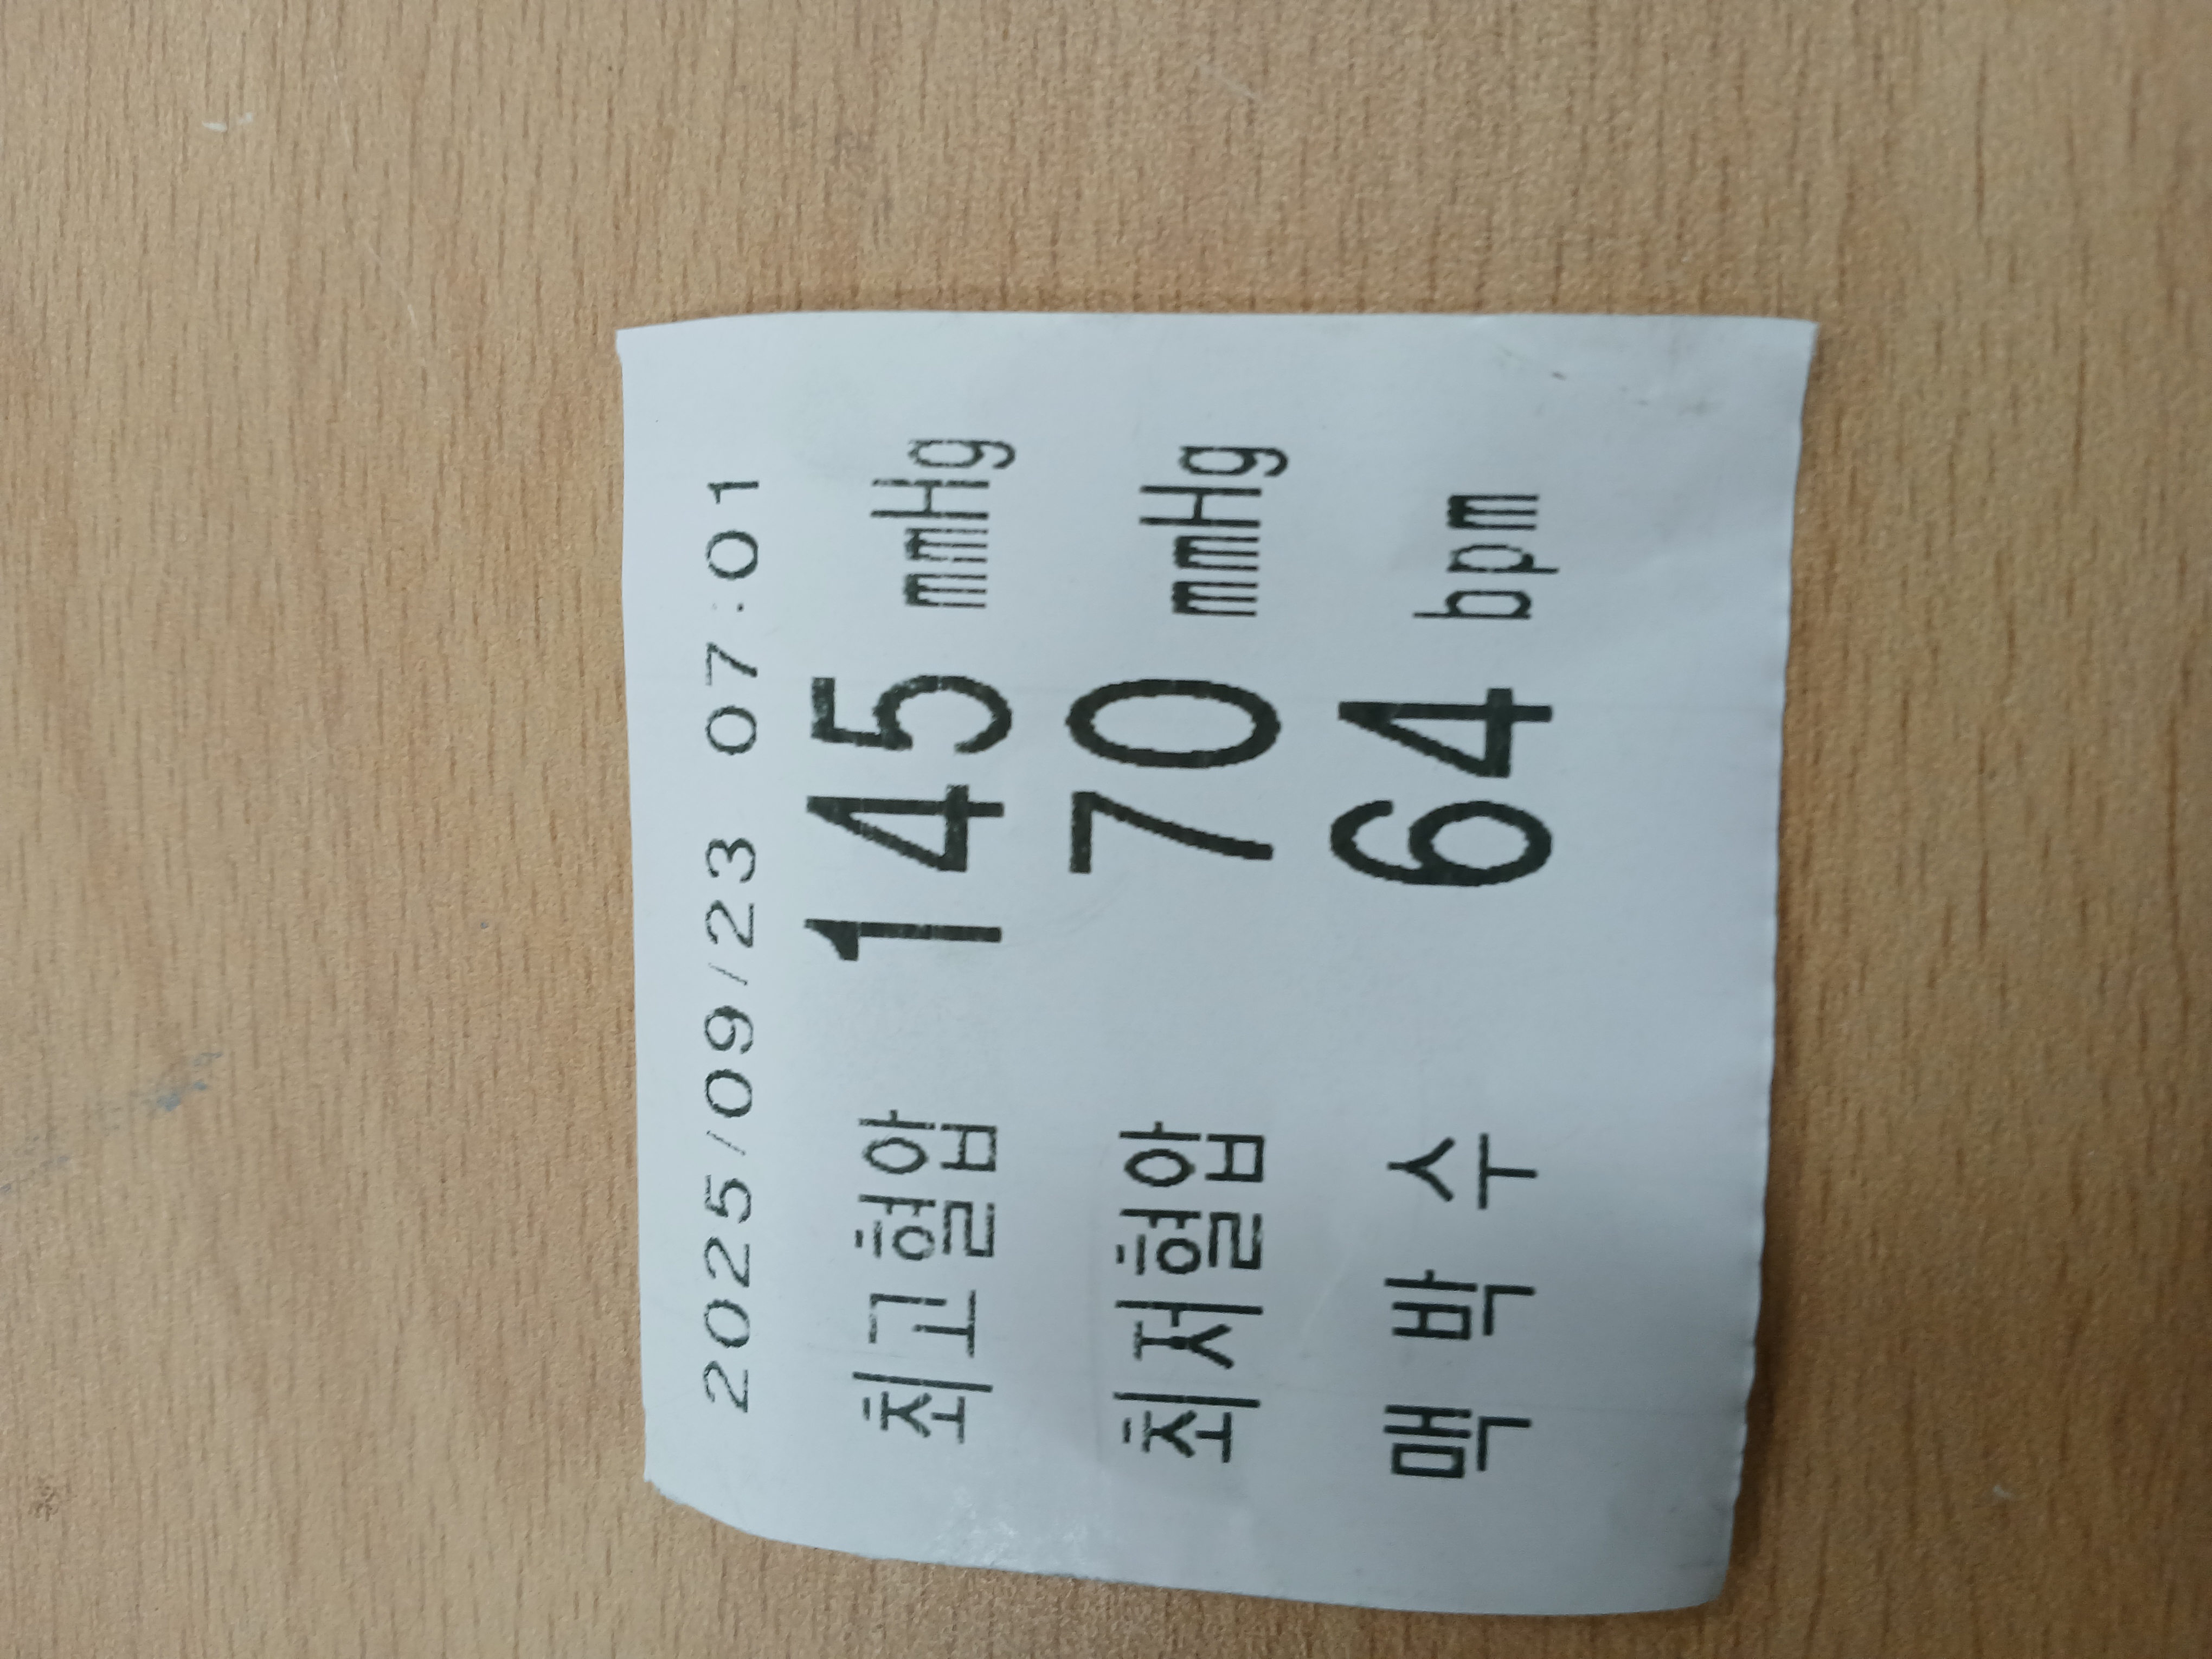 2025/09/23 07:01
최고혈압 145 mmHg
최저혈압 70 mmHg
맥 박 수 64 bpm